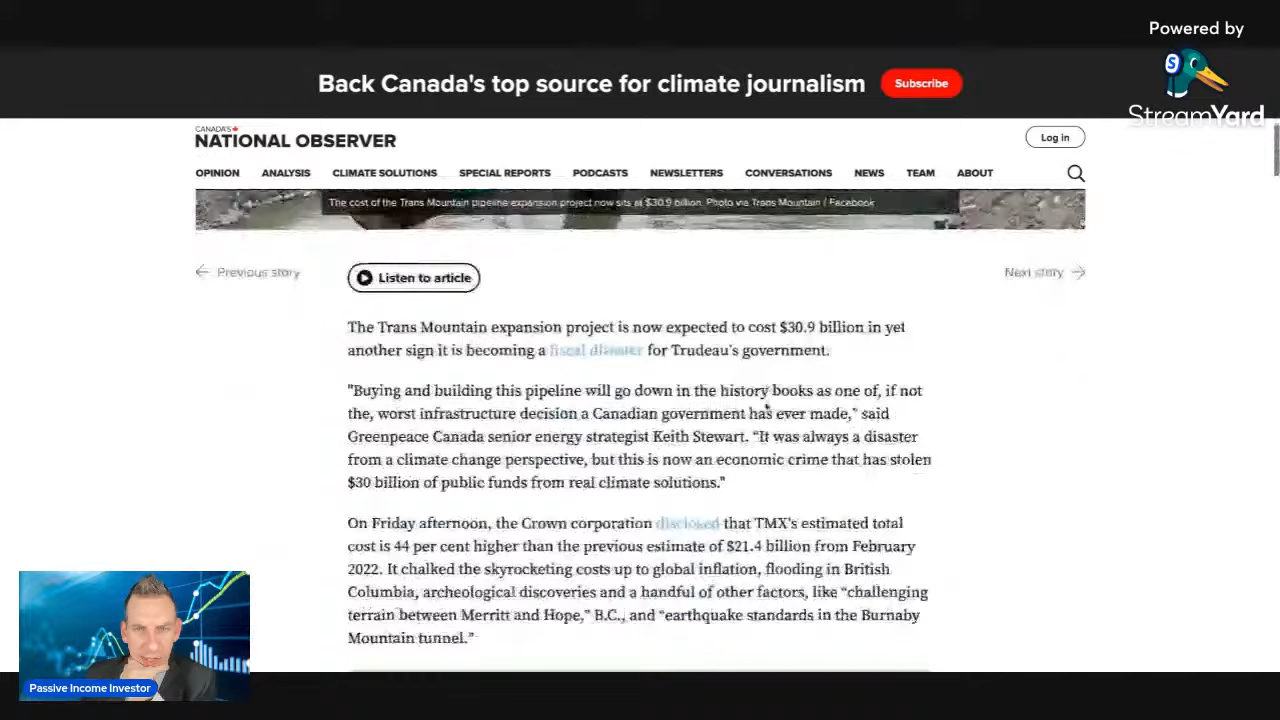 Powered by
StreamYard
Back Canada's top source for climate journalism
Subscribe
CANADA'S
NATIONAL OBSERVER
Log in
OPINION ANALYSIS CLIMATE SOLUTIONS SPECIAL REPORTS PODCASTS NEWSLETTERS CONVERSATIONS NEWS TEAM ABOUT
The cost of the Trans Mountain pipeline expansion project now sits at $30.9 billion. Photo via Trans Mountain / Facebook
Previous story
Next story
Listen to article
The Trans Mountain expansion project is now expected to cost $30.9 billion in yet
another sign it is becoming a fiscal disaster for Trudeau's government.
"Buying and building this pipeline will go down in the history books as one of, if not
the, worst infrastructure decision a Canadian government has ever made," said
Greenpeace Canada senior energy strategist Keith Stewart. "It was always a disaster
from a climate change perspective, but this is now an economic crime that has stolen
$30 billion of public funds from real climate solutions."
On Friday afternoon, the Crown corporation disclosed that TMX's estimated total
cost is 44 per cent higher than the previous estimate of $21.4 billion from February
2022. It chalked the skyrocketing costs up to global inflation, flooding in British
Columbia, archeological discoveries and a handful of other factors, like "challenging
terrain between Merritt and Hope," B.C., and "earthquake standards in the Burnaby
Mountain tunnel."
Passive Income Investor